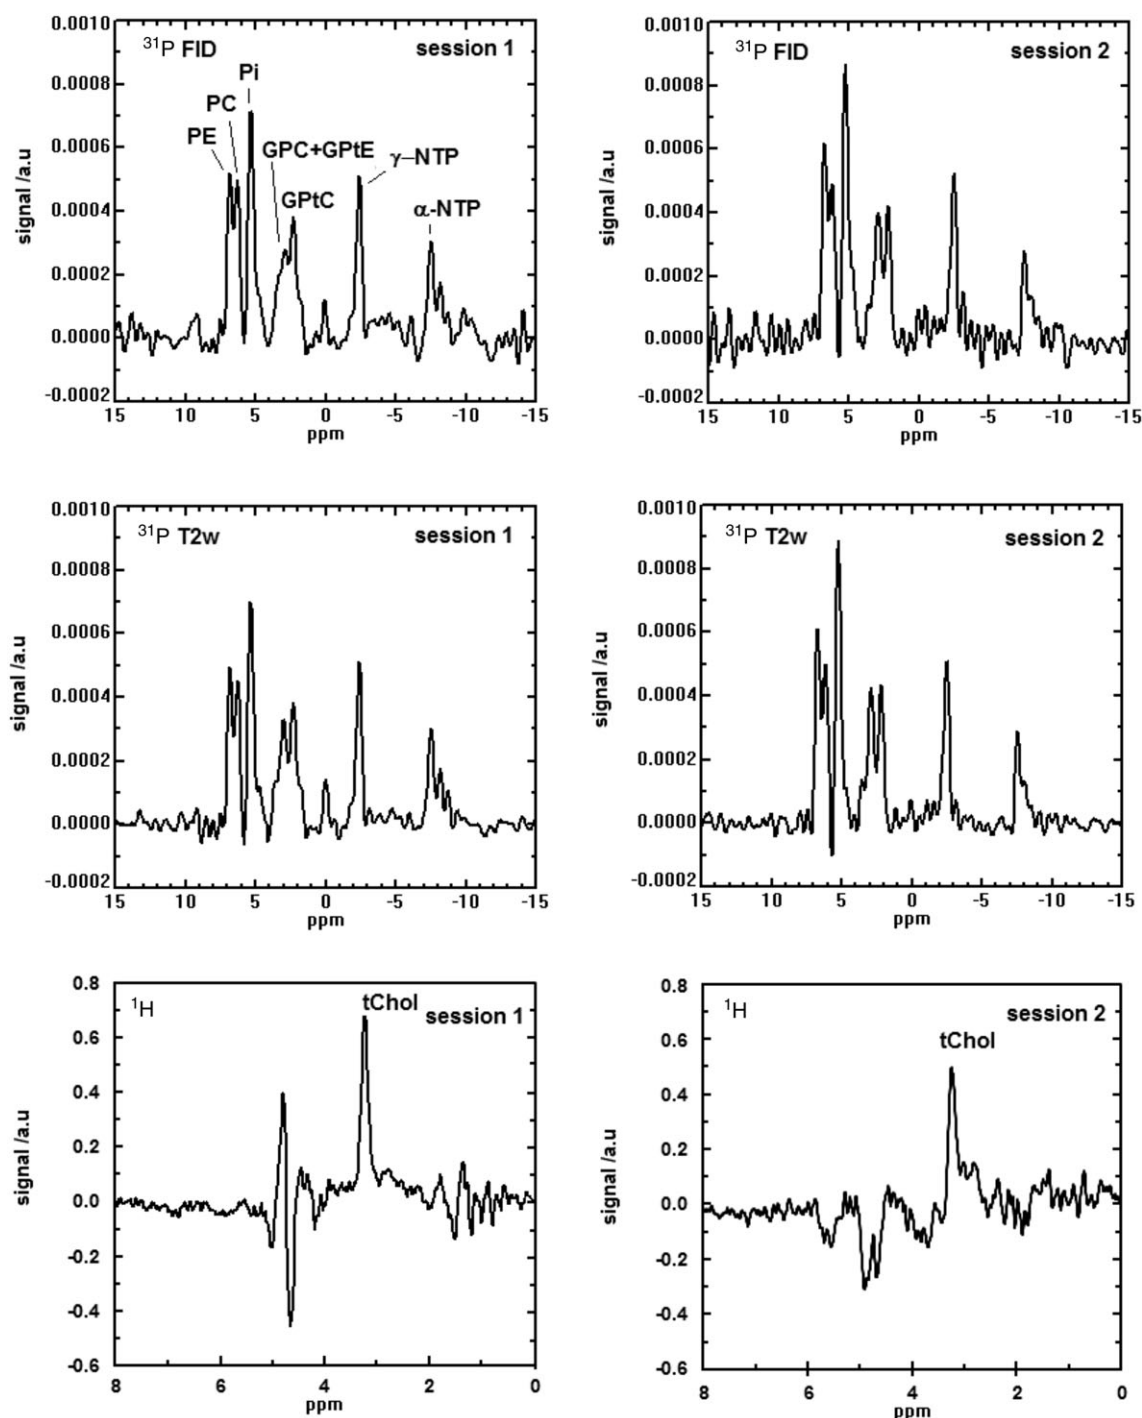 ³¹P FID session 1
Pi
PC
PE
GPC+GPtE
γ–NTP
GPtC
α-NTP
signal /a.u
0.0010
0.0008
0.0006
0.0004
0.0002
0.0000
-0.0002
15 10 5 0 -5 -10 -15
ppm
³¹P FID session 2
signal /a.u
0.0010
0.0008
0.0006
0.0004
0.0002
0.0000
-0.0002
15 10 5 0 -5 -10 -15
ppm
³¹P T2w session 1
signal /a.u
0.0010
0.0008
0.0006
0.0004
0.0002
0.0000
-0.0002
15 10 5 0 -5 -10 -15
ppm
³¹P T2w session 2
signal /a.u
0.0010
0.0008
0.0006
0.0004
0.0002
0.0000
-0.0002
15 10 5 0 -5 -10 -15
ppm
¹H tChol session 1
signal /a.u
0.8
0.6
0.4
0.2
0.0
-0.2
-0.4
-0.6
8 6 4 2 0
ppm
¹H session 2
tChol
signal /a.u
0.8
0.6
0.4
0.2
0.0
-0.2
-0.4
-0.6
8 6 4 2 0
ppm